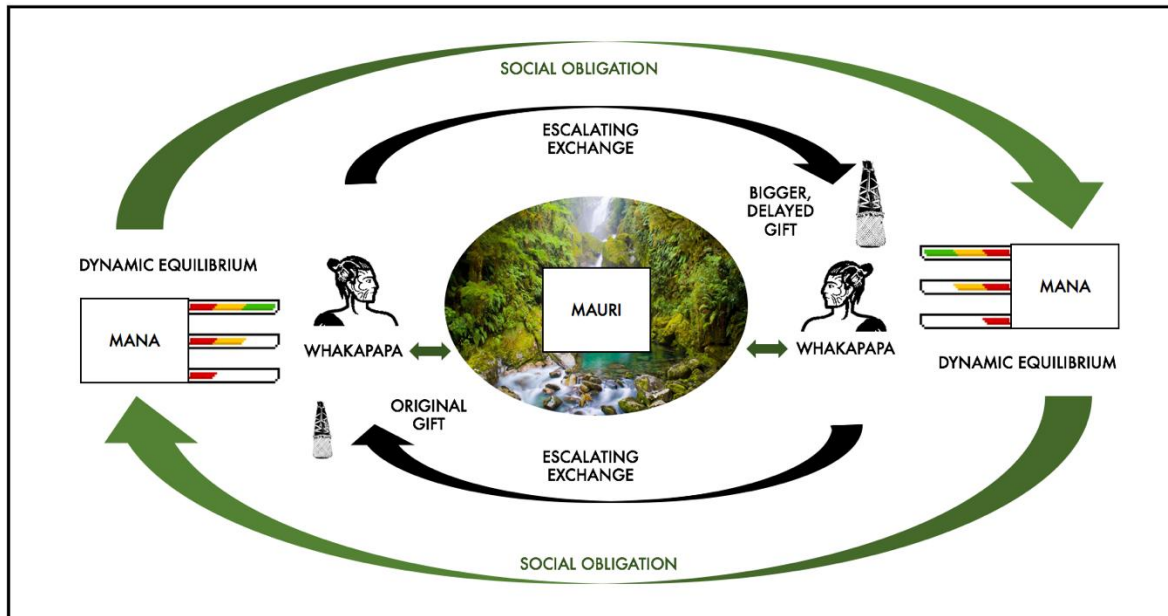 SOCIAL OBLIGATION
ESCALATING
EXCHANGE
BIGGER,
DELAYED
GIFT
DYNAMIC EQUILIBRIUM
MANA
WHAKAPAPA
MAURI
WHAKAPAPA
MANA
DYNAMIC EQUILIBRIUM
ORIGINAL
GIFT
ESCALATING
EXCHANGE
SOCIAL OBLIGATION